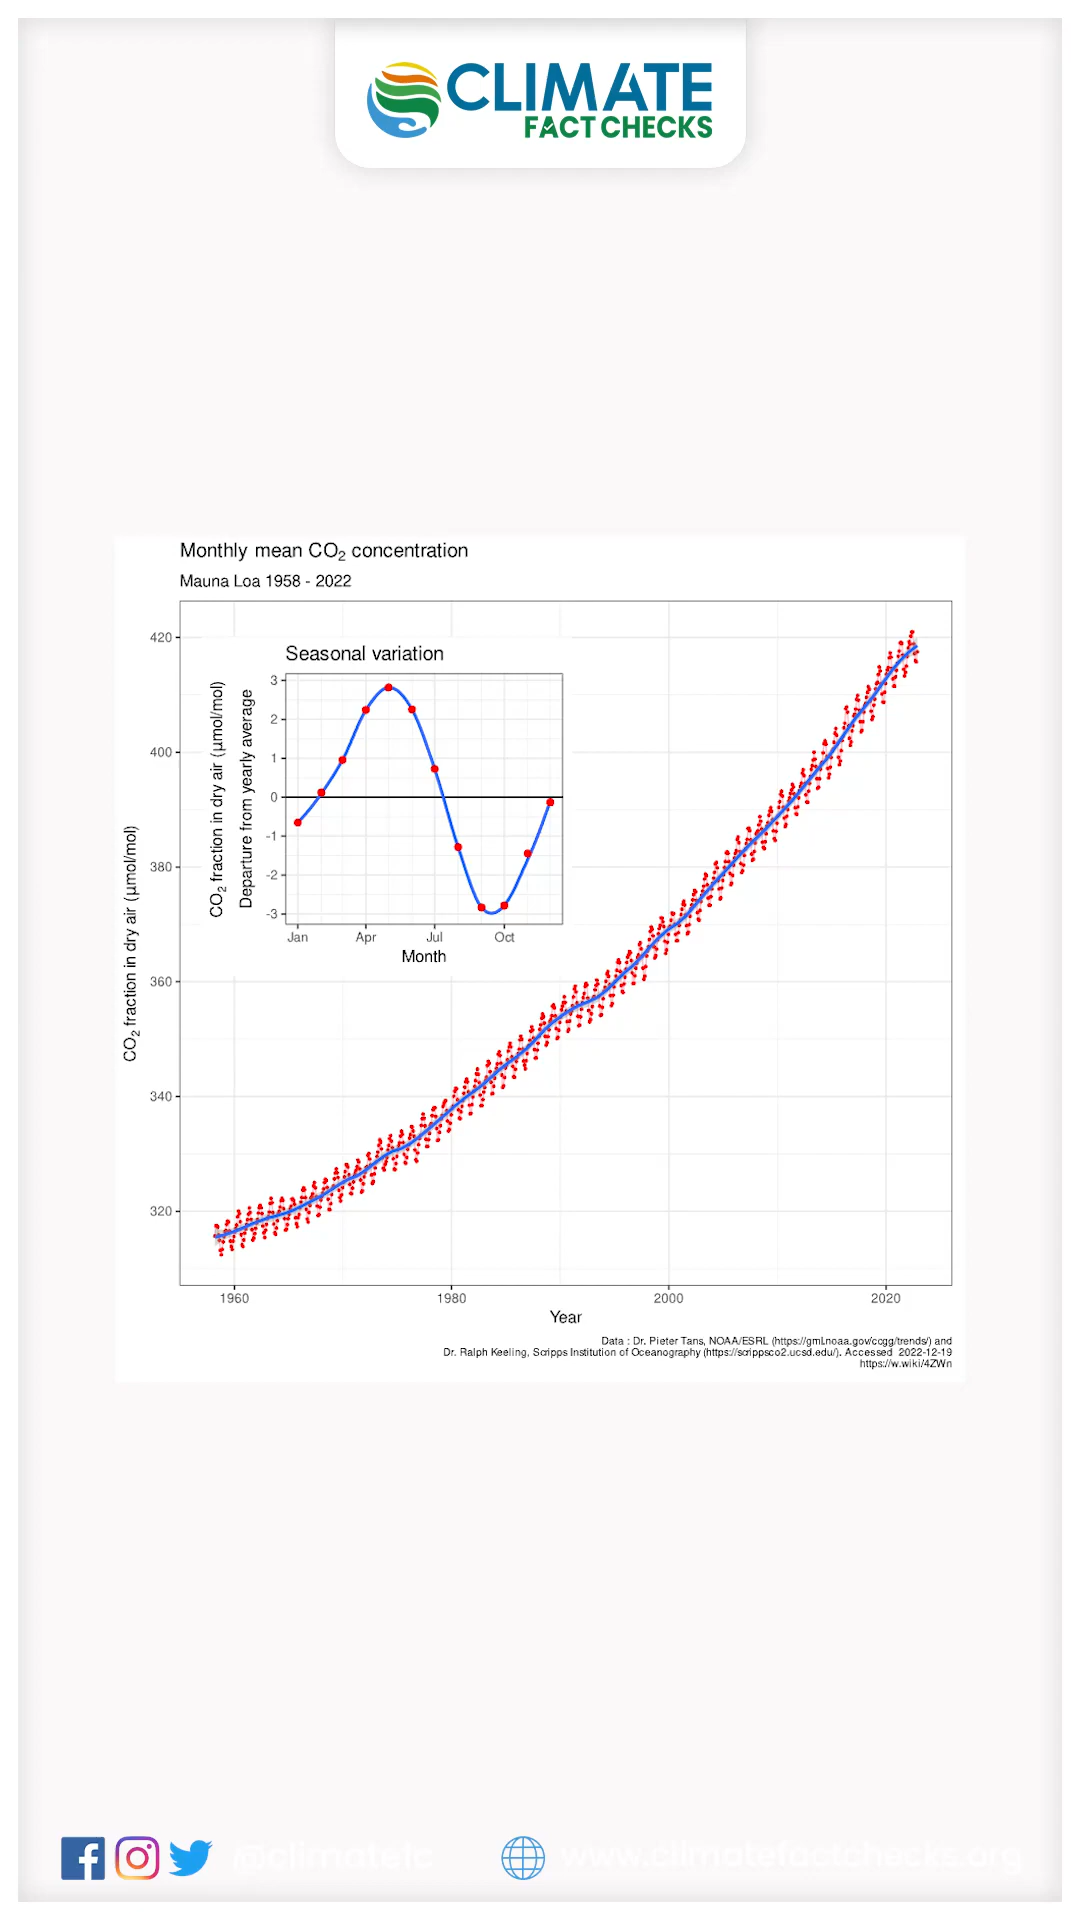 CLIMATE
FACT CHECKS
Monthly mean CO₂ concentration
Mauna Loa 1958 - 2022
420
400
380
360
340
320
CO₂ fraction in dry air (µmol/mol)
Seasonal variation
3
2
1
0
-1
-2
-3
CO₂ fraction in dry air (µmol/mol)
Departure from yearly average
Jan Apr Jul Oct
Month
1960 1980 2000 2020
Year
Data : Dr. Pieter Tans, NOAA/ESRL (https://gml.noaa.gov/ccgg/trends/) and
Dr. Ralph Keeling, Scripps Institution of Oceanography (https://scrippsco2.ucsd.edu/). Accessed 2022-12-19
https://w.wiki/4ZWn